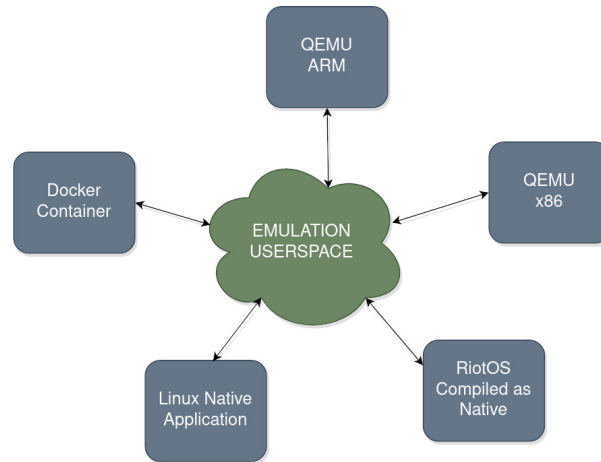 QEMU
ARM
Docker
Container
QEMU
x86
EMULATION
USERSPACE
Linux Native
Application
RiotOS
Compiled as
Native